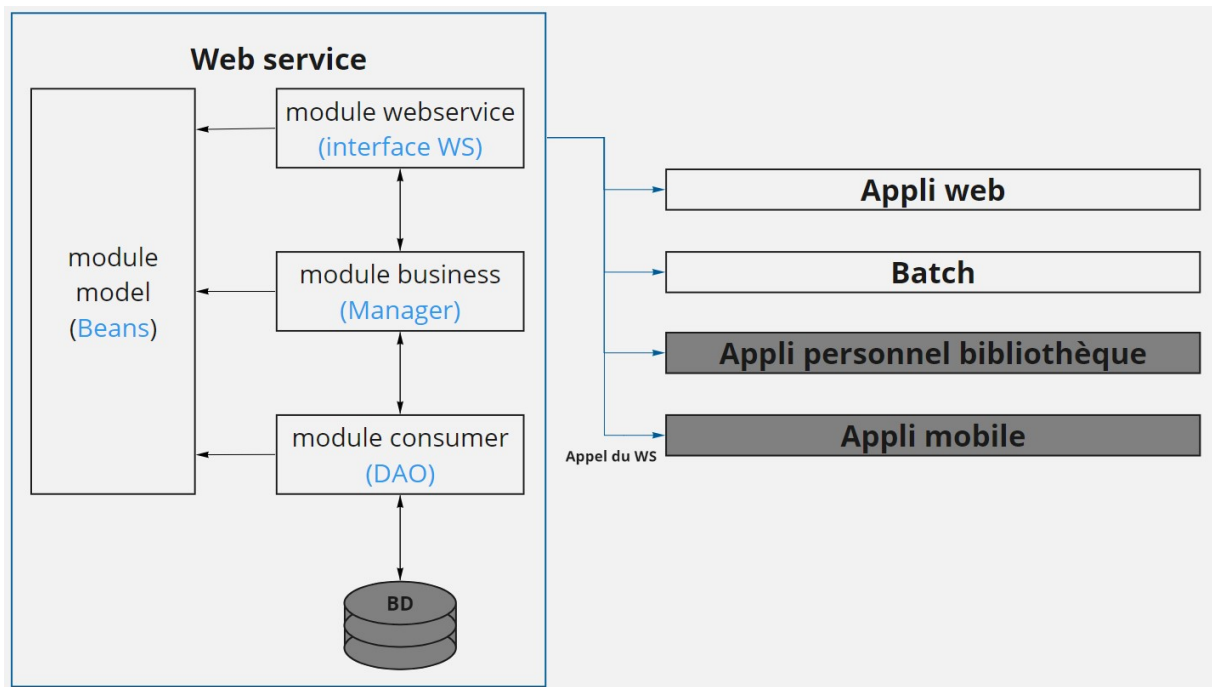 Web service
module webservice
(interface WS)
module
model
(Beans)
module business
(Manager)
module consumer
(DAO)
BD
Appli web
Batch
Appli personnel bibliothèque
Appli mobile
Appel du WS